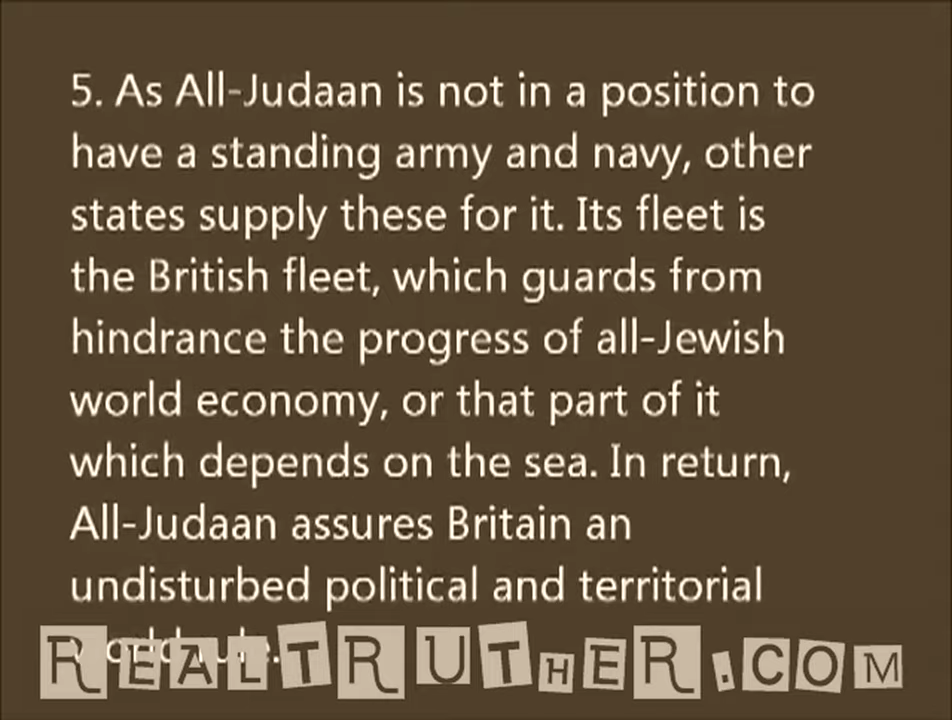 5. As All-Judaan is not in a position to
have a standing army and navy, other
states supply these for it. Its fleet is
the British fleet, which guards from
hindrance the progress of all-Jewish
world economy, or that part of it
which depends on the sea. In return,
All-Judaan assures Britain an
undisturbed political and territorial
world rule.
REALTRUTHER.COM